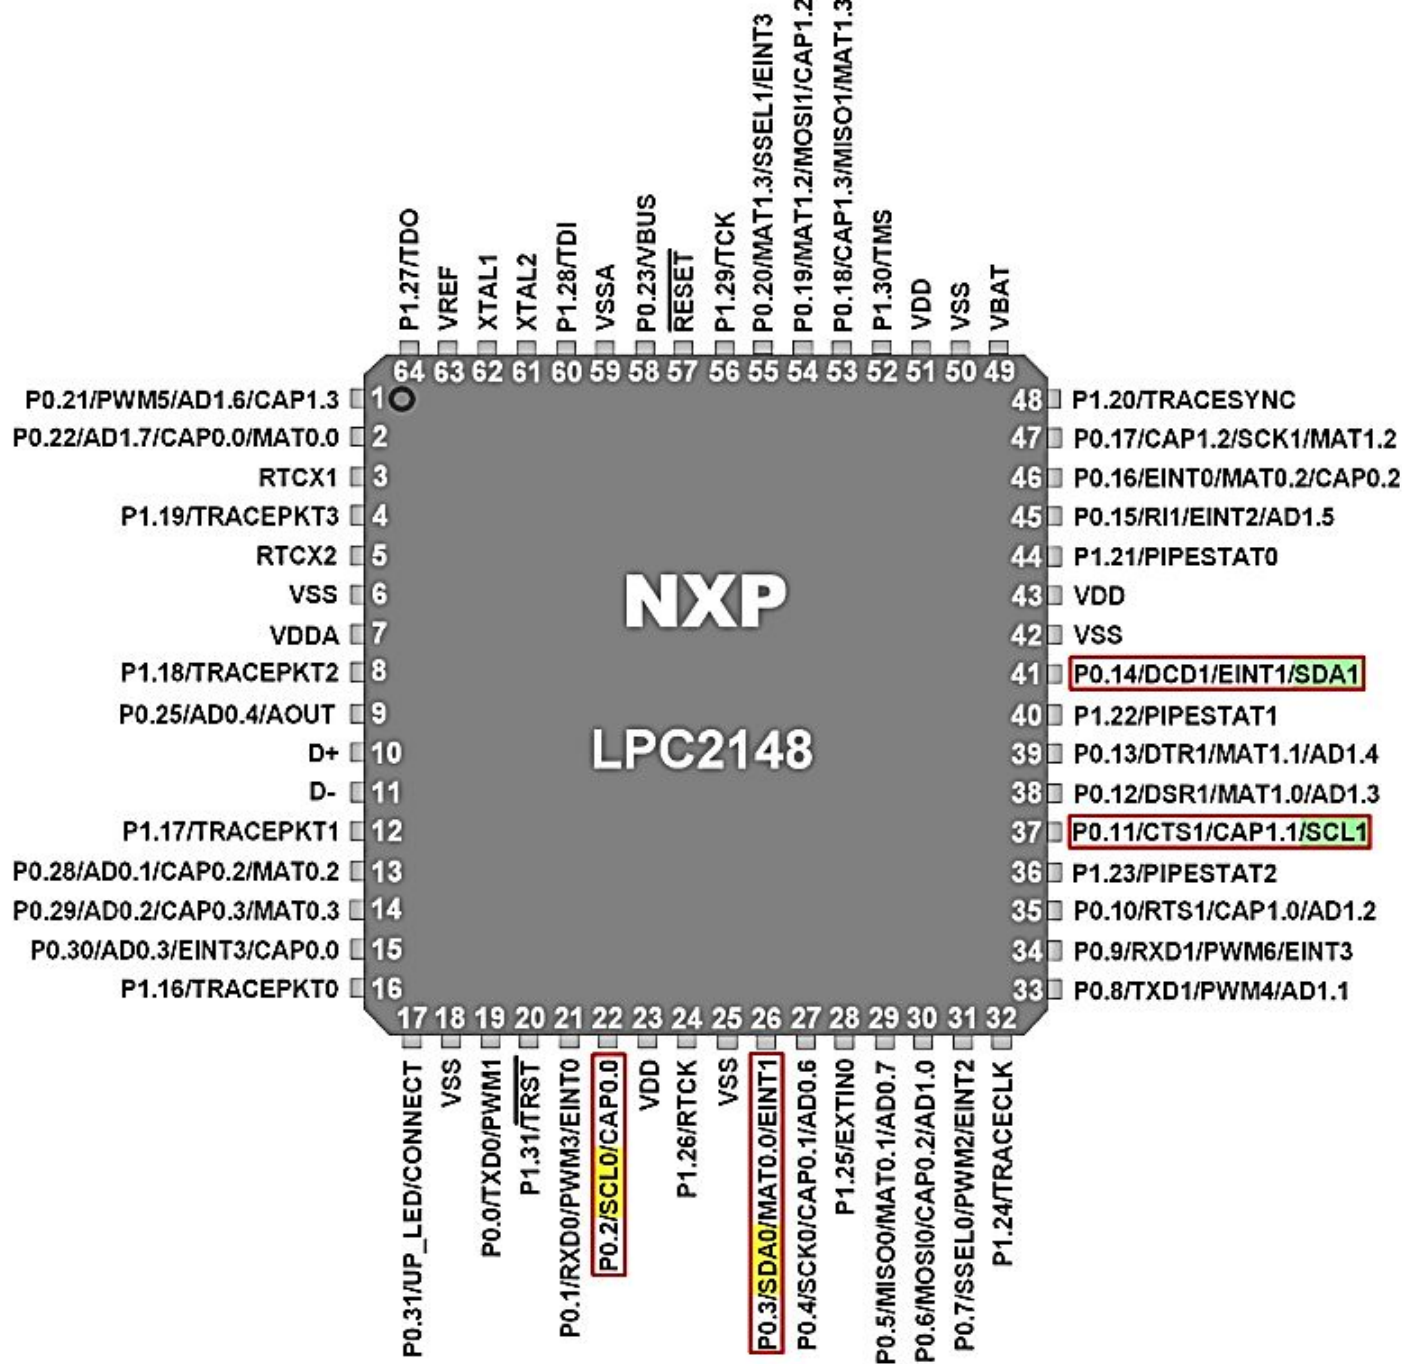 P1.27/TDO
VREF
XTAL1
XTAL2
P1.28/TDI
VSSA
P0.23/VBUS
RESET
P1.29/TCK
P0.20/MAT1.3/SSEL1/EINT3
P0.19/MAT1.2/MOSI1/CAP1.2
P0.18/CAP1.3/MISO1/MAT1.3
P1.30/TMS
VDD
VSS
VBAT
64 63 62 61 60 59 58 57 56 55 54 53 52 51 50 49
P0.21/PWM5/AD1.6/CAP1.3 1
P0.22/AD1.7/CAP0.0/MAT0.0 2
RTCX1 3
P1.19/TRACEPKT3 4
RTCX2 5
VSS 6
VDDA 7
P1.18/TRACEPKT2 8
P0.25/AD0.4/AOUT 9
D+ 10
D- 11
P1.17/TRACEPKT1 12
P0.28/AD0.1/CAP0.2/MAT0.2 13
P0.29/AD0.2/CAP0.3/MAT0.3 14
P0.30/AD0.3/EINT3/CAP0.0 15
P1.16/TRACEPKT0 16
NXP
LPC2148
48 P1.20/TRACESYNC
47 P0.17/CAP1.2/SCK1/MAT1.2
46 P0.16/EINT0/MAT0.2/CAP0.2
45 P0.15/RI1/EINT2/AD1.5
44 P1.21/PIPESTAT0
43 VDD
42 VSS
41 P0.14/DCD1/EINT1/SDA1
40 P1.22/PIPESTAT1
39 P0.13/DTR1/MAT1.1/AD1.4
38 P0.12/DSR1/MAT1.0/AD1.3
37 P0.11/CTS1/CAP1.1/SCL1
36 P1.23/PIPESTAT2
35 P0.10/RTS1/CAP1.0/AD1.2
34 P0.9/RXD1/PWM6/EINT3
33 P0.8/TXD1/PWM4/AD1.1
17 18 19 20 21 22 23 24 25 26 27 28 29 30 31 32
P0.31/UP_LED/CONNECT
VSS
P0.0/TXD0/PWM1
P1.31/TRST
P0.1/RXD0/PWM3/EINT0
P0.2/SCL0/CAP0.0
VDD
P1.26/RTCK
VSS
P0.3/SDA0/MAT0.0/EINT1
P0.4/SCK0/CAP0.1/AD0.6
P1.25/EXTIN0
P0.5/MISO0/MAT0.1/AD0.7
P0.6/MOSI0/CAP0.2/AD1.0
P0.7/SSEL0/PWM2/EINT2
P1.24/TRACECLK